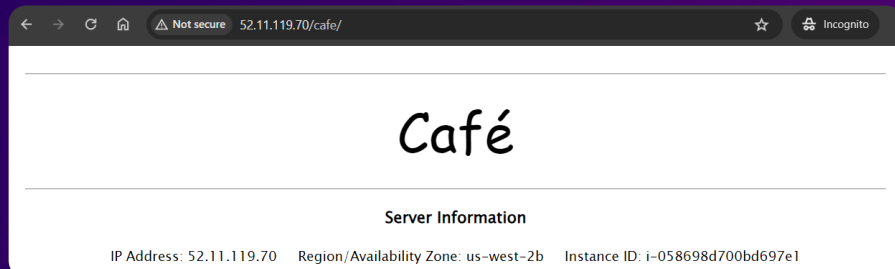 Not secure 52.11.119.70/cafe/ Incognito
Café
Server Information
IP Address: 52.11.119.70 Region/Availability Zone: us-west-2b Instance ID: i-058698d700bd697e1